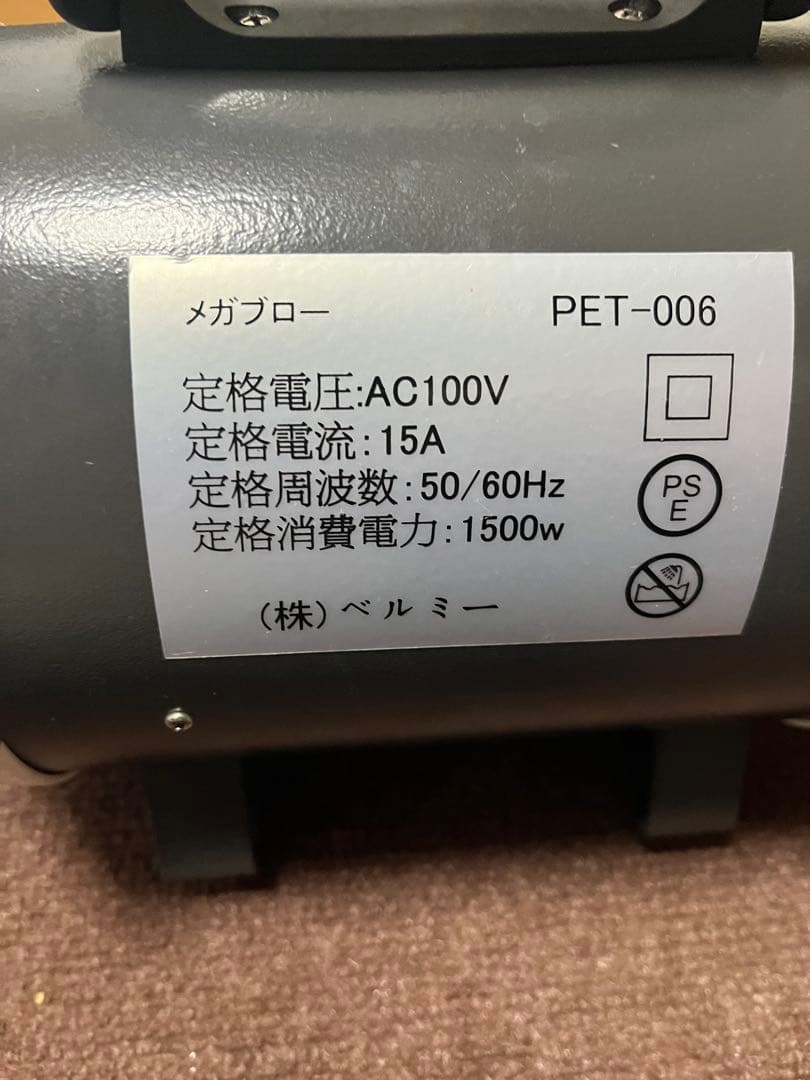 メガブロー PET-006
定格電圧:AC100V
定格電流:15A
定格周波数:50/60Hz
定格消費電力:1500w
PS
E
(株)ベルミー